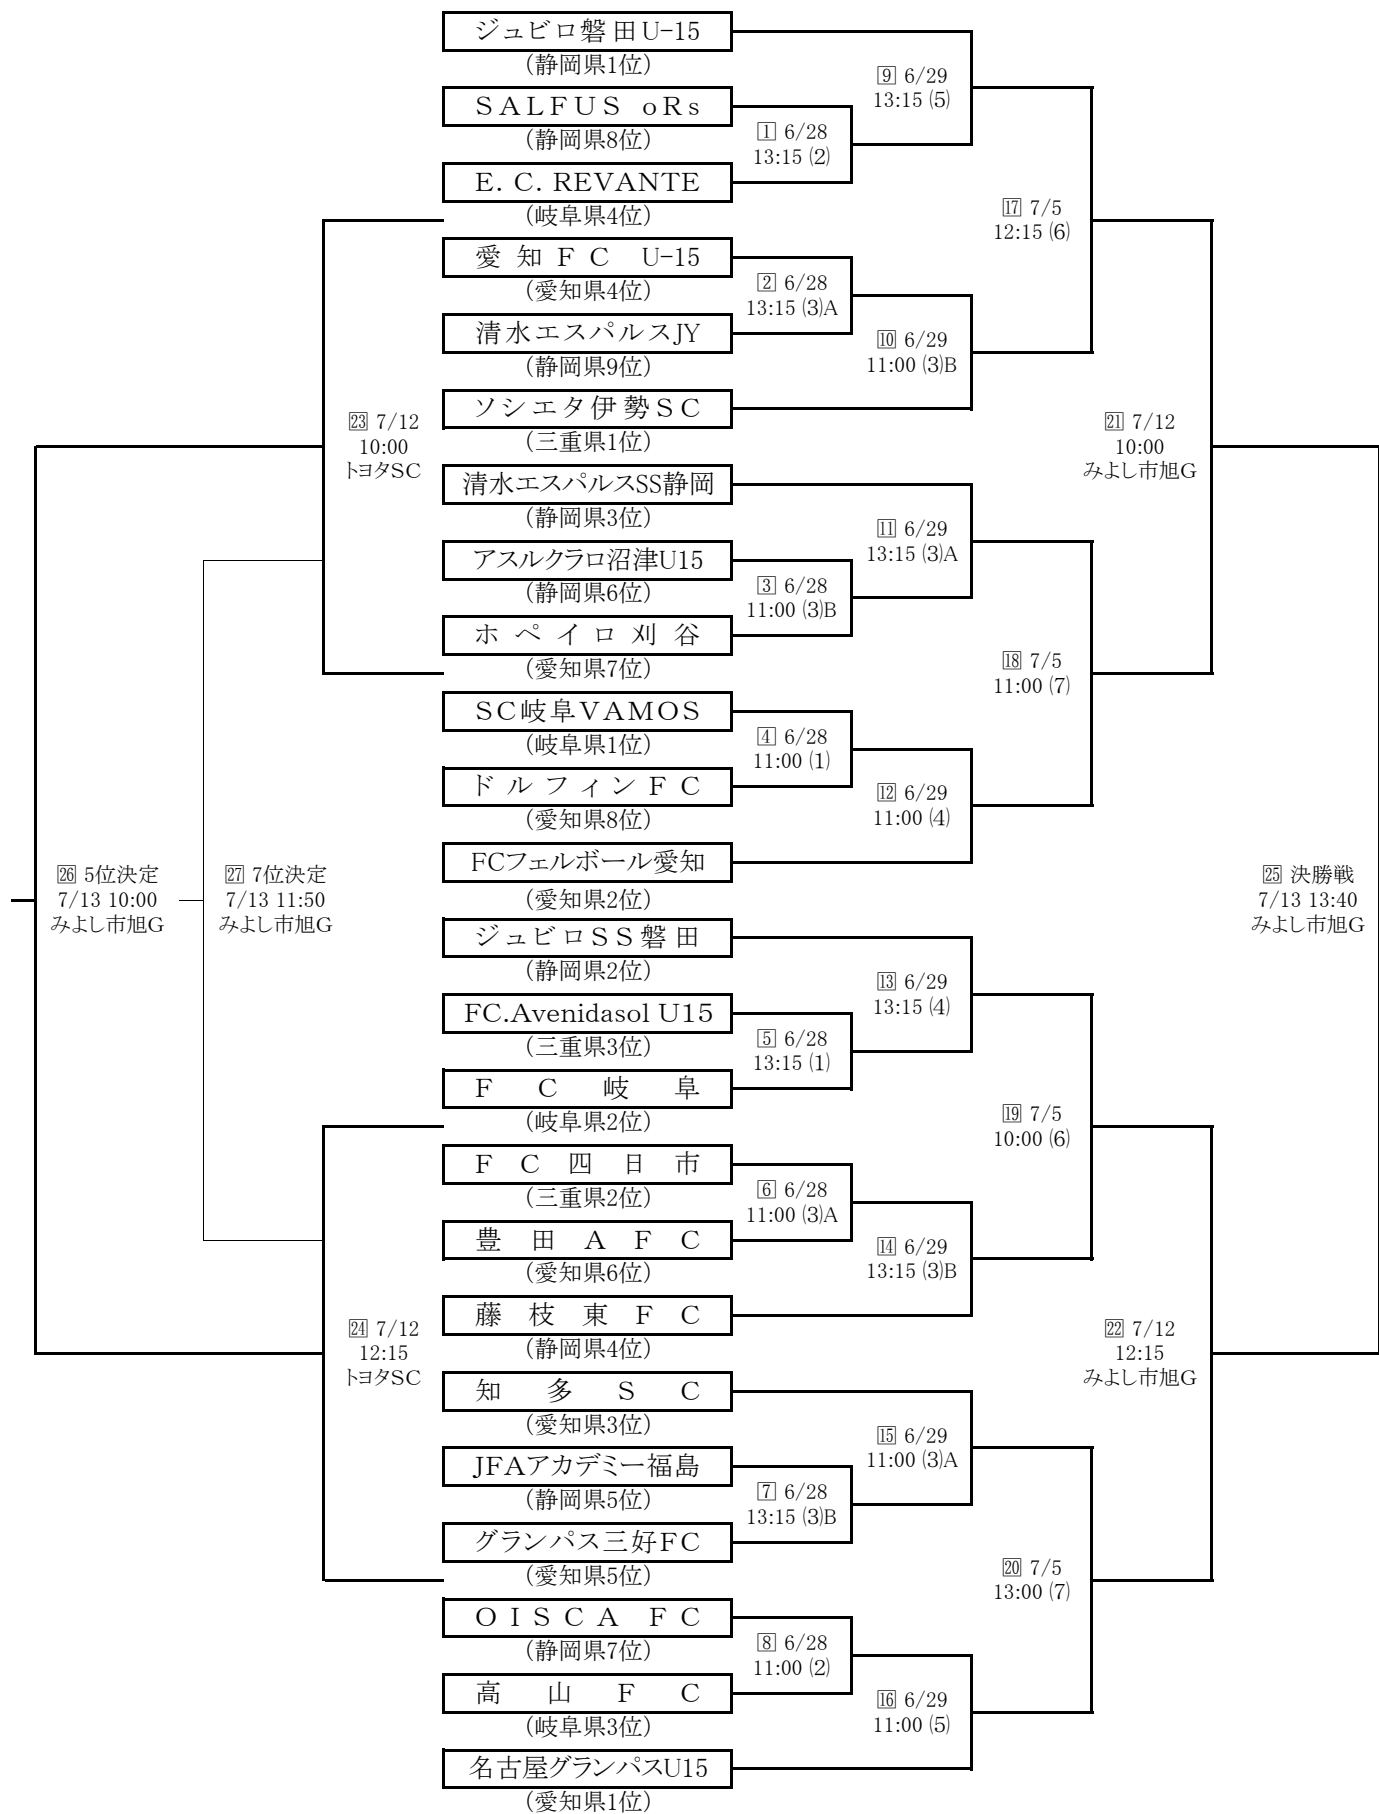 ジュビロ磐田U-15
(静岡県1位)
9 6/29
13:15 (5)
SALFUS oRs
(静岡県8位)
1 6/28
13:15 (2)
E. C. REVANTE
(岐阜県4位)
17 7/5
12:15 (6)
愛知FC U-15
(愛知県4位)
2 6/28
13:15 (3)A
清水エスパルスJY
(静岡県9位)
10 6/29
11:00 (3)B
ソシエタ伊勢SC
(三重県1位)
23 7/12
10:00
トヨタSC
21 7/12
10:00
みよし市旭G
清水エスパルスSS静岡
(静岡県3位)
11 6/29
13:15 (3)A
アスルクラロ沼津U15
(静岡県6位)
3 6/28
11:00 (3)B
ホペイロ刈谷
(愛知県7位)
18 7/5
11:00 (7)
SC岐阜VAMOS
(岐阜県1位)
4 6/28
11:00 (1)
ドルフィンFC
(愛知県8位)
12 6/29
11:00 (4)
FCフェルボール愛知
(愛知県2位)
26 5位決定
7/13 10:00
みよし市旭G
27 7位決定
7/13 11:50
みよし市旭G
25 決勝戦
7/13 13:40
みよし市旭G
ジュビロSS磐田
(静岡県2位)
13 6/29
13:15 (4)
FC.Avenidasol U15
(三重県3位)
5 6/28
13:15 (1)
FC岐阜
(岐阜県2位)
19 7/5
10:00 (6)
FC四日市
(三重県2位)
6 6/28
11:00 (3)A
豊田AFC
(愛知県6位)
14 6/29
13:15 (3)B
藤枝東FC
(静岡県4位)
24 7/12
12:15
トヨタSC
22 7/12
12:15
みよし市旭G
知多SC
(愛知県3位)
15 6/29
11:00 (3)A
JFAアカデミー福島
(静岡県5位)
7 6/28
13:15 (3)B
グランパス三好FC
(愛知県5位)
20 7/5
13:00 (7)
OISCA FC
(静岡県7位)
8 6/28
11:00 (2)
高山FC
(岐阜県3位)
16 6/29
11:00 (5)
名古屋グランパスU15
(愛知県1位)